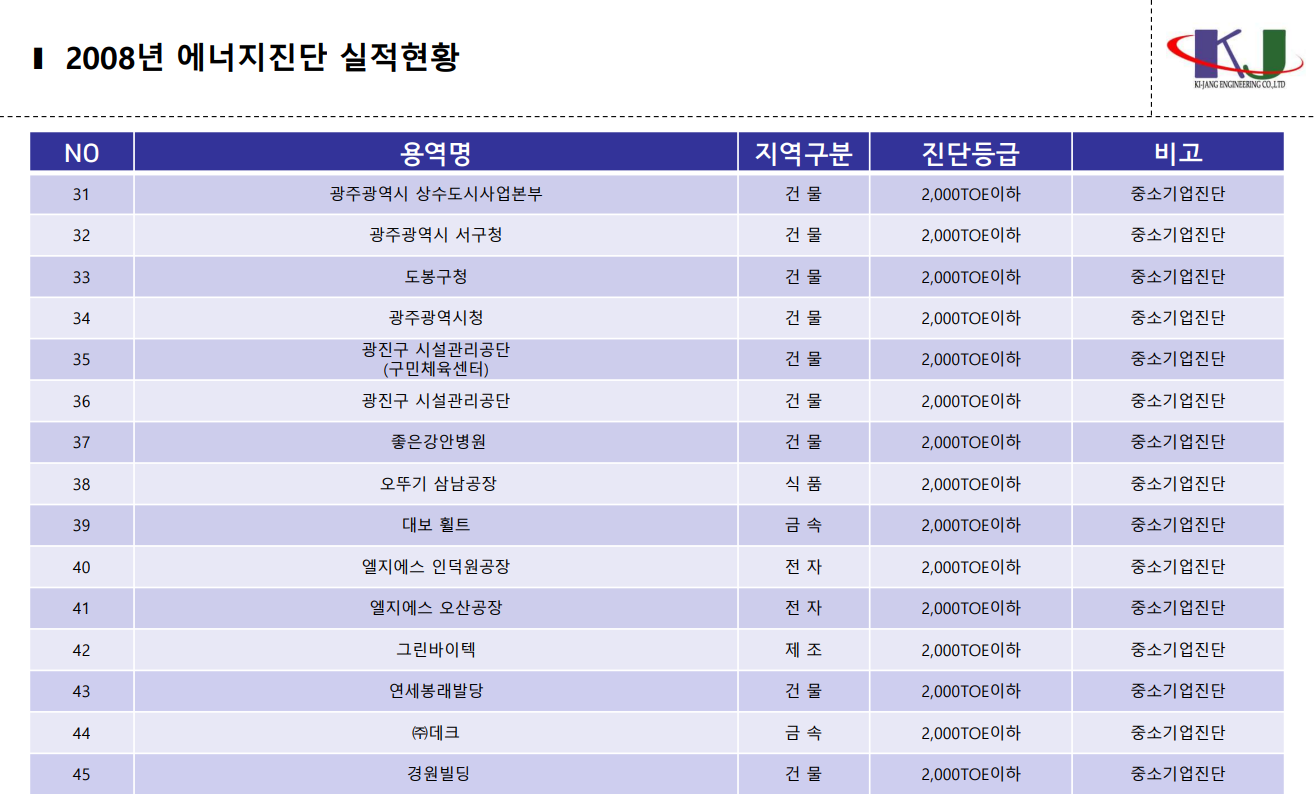 2008년 에너지진단 실적현황
KJ
KI-JANG ENGINEERING CO.,LTD
NO 용역명 지역구분 진단등급 비고
31 광주광역시 상수도시사업본부 건 물 2,000TOE이하 중소기업진단
32 광주광역시 서구청 건 물 2,000TOE이하 중소기업진단
33 도봉구청 건 물 2,000TOE이하 중소기업진단
34 광주광역시청 건 물 2,000TOE이하 중소기업진단
35 광진구 시설관리공단
(구민체육센터) 건 물 2,000TOE이하 중소기업진단
36 광진구 시설관리공단 건 물 2,000TOE이하 중소기업진단
37 좋은강안병원 건 물 2,000TOE이하 중소기업진단
38 오뚜기 삼남공장 식 품 2,000TOE이하 중소기업진단
39 대보 휠트 금 속 2,000TOE이하 중소기업진단
40 엘지에스 인덕원공장 전 자 2,000TOE이하 중소기업진단
41 엘지에스 오산공장 전 자 2,000TOE이하 중소기업진단
42 그린바이텍 제 조 2,000TOE이하 중소기업진단
43 연세봉래발당 건 물 2,000TOE이하 중소기업진단
44 ㈜데크 금 속 2,000TOE이하 중소기업진단
45 경원빌딩 건 물 2,000TOE이하 중소기업진단